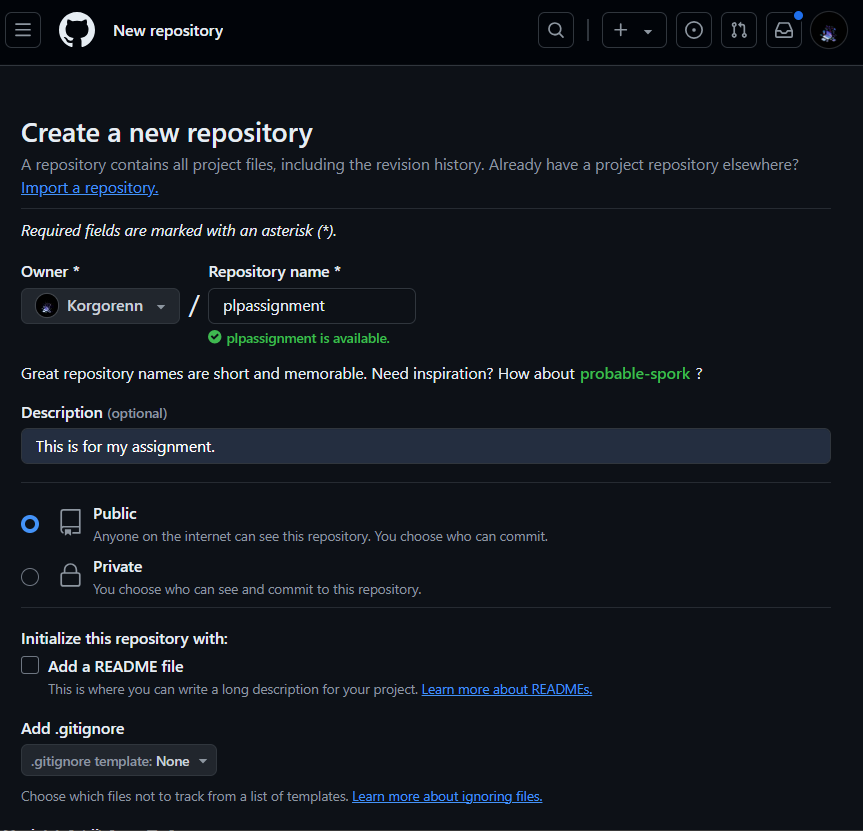 New repository
Create a new repository
A repository contains all project files, including the revision history. Already have a project repository elsewhere?
Import a repository.
Required fields are marked with an asterisk (*).
Owner * Repository name *
Korgorenn / plpassignment
plpassignment is available.
Great repository names are short and memorable. Need inspiration? How about probable-spork ?
Description (optional)
This is for my assignment.
Public
Anyone on the internet can see this repository. You choose who can commit.
Private
You choose who can see and commit to this repository.
Initialize this repository with:
Add a README file
This is where you can write a long description for your project. Learn more about READMEs.
Add .gitignore
.gitignore template: None
Choose which files not to track from a list of templates. Learn more about ignoring files.